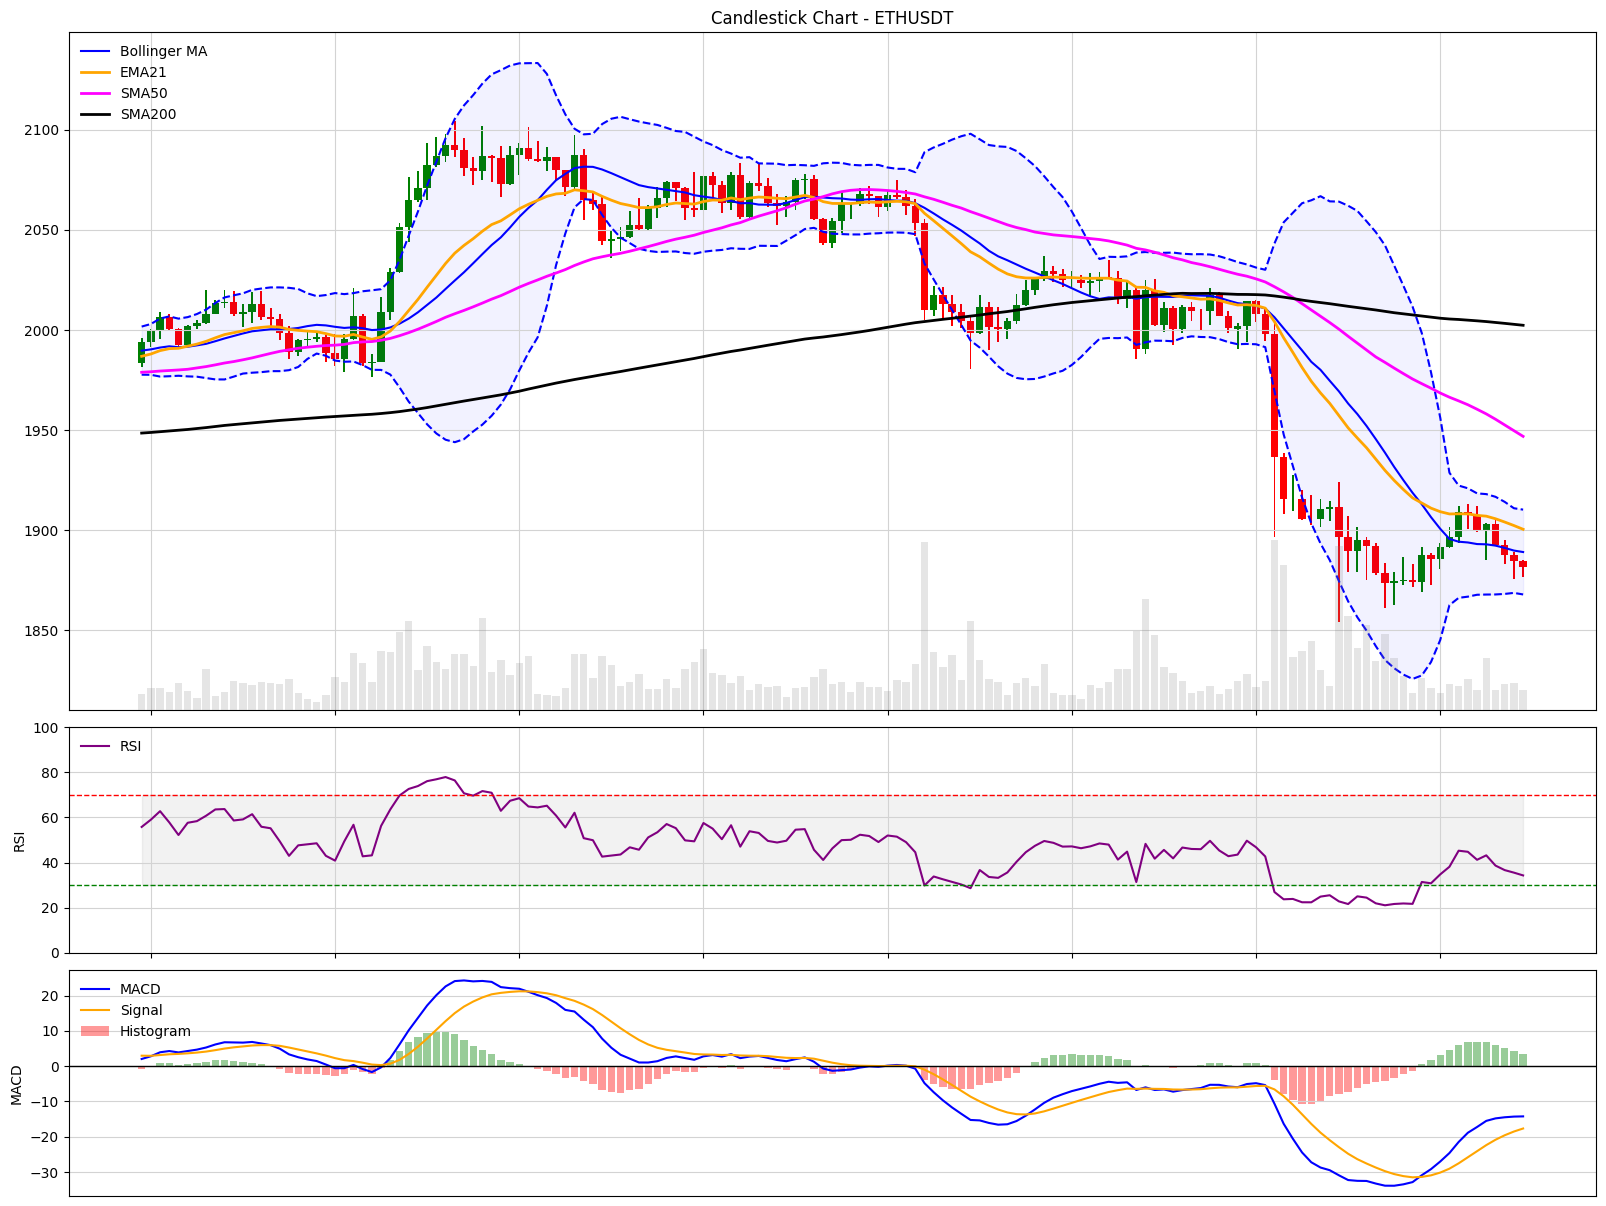 Candlestick Chart - ETHUSDT
Bollinger MA
EMA21
SMA50
SMA200
2100
2050
2000
1950
1900
1850
RSI
100
80
60
40
20
0
RSI
MACD
Signal
Histogram
20
10
0
−10
−20
−30
MACD